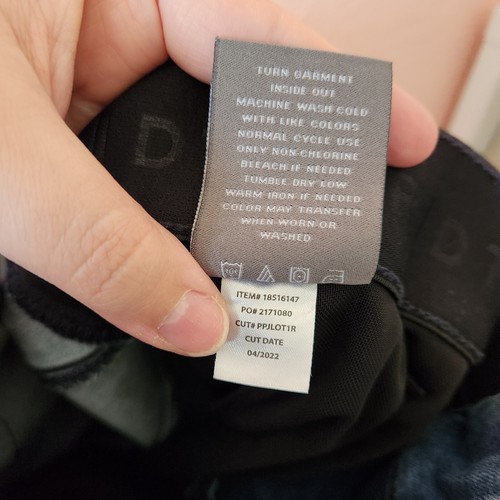 TURN GARMENT
INSIDE OUT
MACHINE WASH COLD
WITH LIKE COLORS
NORMAL CYCLE USE
ONLY NON CHLORINE
BLEACH IF NEEDED
TUMBLE DRY LOW
WARM IRON IF NEEDED
COLOR MAY TRANSFER
WHEN WORN OR
WASHED
ITEM# 18516147
PO# 2171080
CUT# PPJLOT1R
CUT DATE
04/2022
D